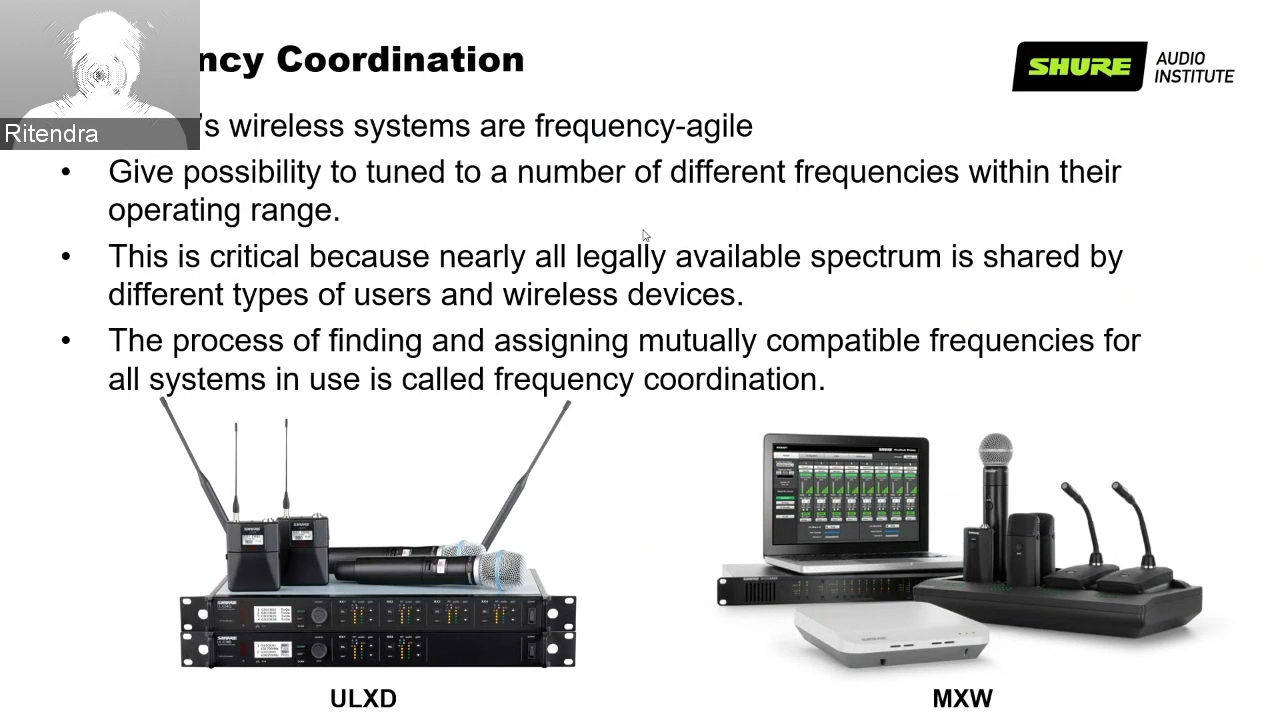 ncy Coordination
SHURE AUDIO INSTITUTE
Ritendra
's wireless systems are frequency-agile
• Give possibility to tuned to a number of different frequencies within their
operating range.
• This is critical because nearly all legally available spectrum is shared by
different types of users and wireless devices.
• The process of finding and assigning mutually compatible frequencies for
all systems in use is called frequency coordination.
ULXD
MXW